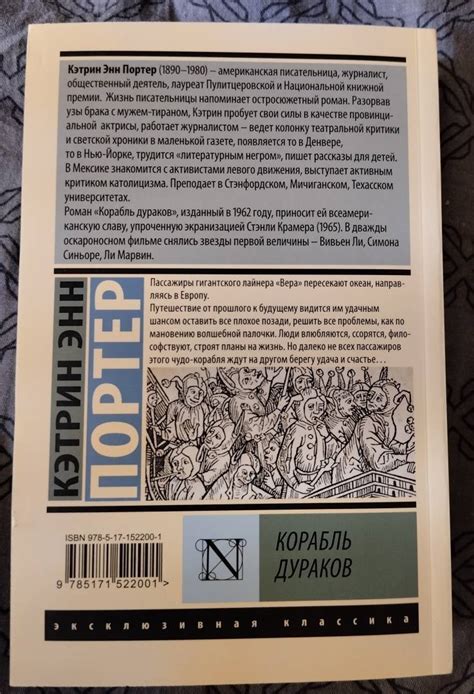 Кэтрин Энн Портер (1890–1980) – американская писательница, журналист,
общественный деятель, лауреат Пулитцеровской и Национальной книжной
премии. Жизнь писательницы напоминает остросюжетный роман. Разорвав
узы брака с мужем-тираном, Кэтрин пробует свои силы в качестве провинци-
альной актрисы, работает журналистом – ведет колонку театральной критики
и светской хроники в маленькой газете, появляется то в Денвере,
то в Нью-Йорке, трудится «литературным негром», пишет рассказы для детей.
В Мексике знакомится с активистами левого движения, выступает активным
критиком католицизма. Преподает в Стэнфордском, Мичиганском, Техасском
университетах.
Роман «Корабль дураков», изданный в 1962 году, приносит ей всеамери-
канскую славу, упроченную экранизацией Стэнли Крамера (1965). В дважды
оскароносном фильме снялись звезды первой величины – Вивьен Ли, Симона
Синьоре, Ли Марвин.
КЭТРИН ЭНН
ПОРТЕР
Пассажиры гигантского лайнера «Вера» пересекают океан, направ-
ляясь в Европу.
Путешествие от прошлого к будущему видится им удачным
шансом оставить все плохое позади, решить все проблемы, как по
мановению волшебной палочки. Люди влюбляются, ссорятся, фило-
софствуют, строят планы на жизнь. Но далеко не всех пассажиров
этого чудо-корабля ждут на другом берегу удача и счастье…
ISBN 978-5-17-152200-1
9 785171 522001>
N
КОРАБЛЬ
ДУРАКОВ
эксклюзивная классика